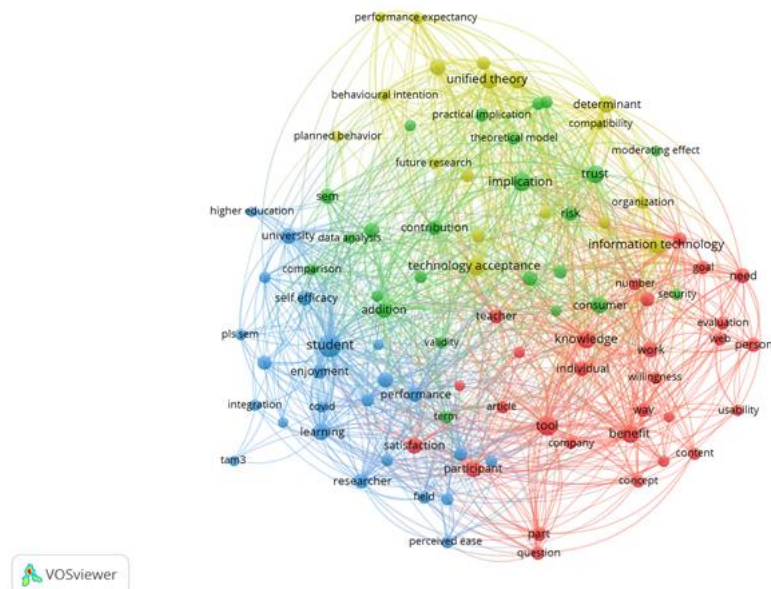 performance expectancy
unified theory
behavioural intention
determinant
practical implication
compatibility
planned behavior
theoretical model
moderating effect
future research
trust
implication
sem
organization
higher education
risk
contribution
university
data analysis
information technology
technology acceptance
goal
comparison
need
number
self efficacy
security
consumer
addition
teacher
evaluation
pls sem
knowledge
web
student
validity
work
person
enjoyment
individual
willingness
performance
integration
covid
article
way
usability
term
learning
tool
benefit
satisfaction
company
content
tam3
participant
researcher
concept
field
part
perceived ease
question
VOSviewer